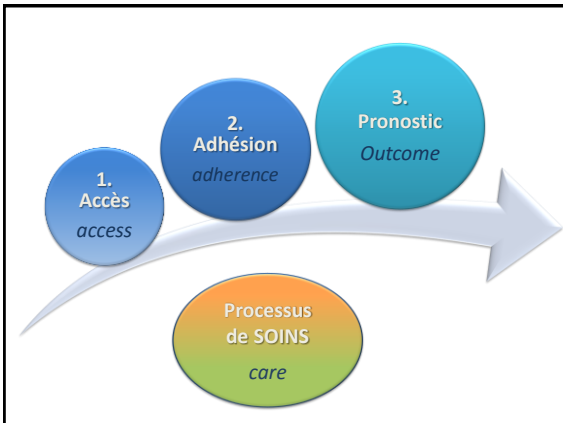 1.
Accès
access
2.
Adhésion
adherence
3.
Pronostic
Outcome
Processus
de SOINS
care